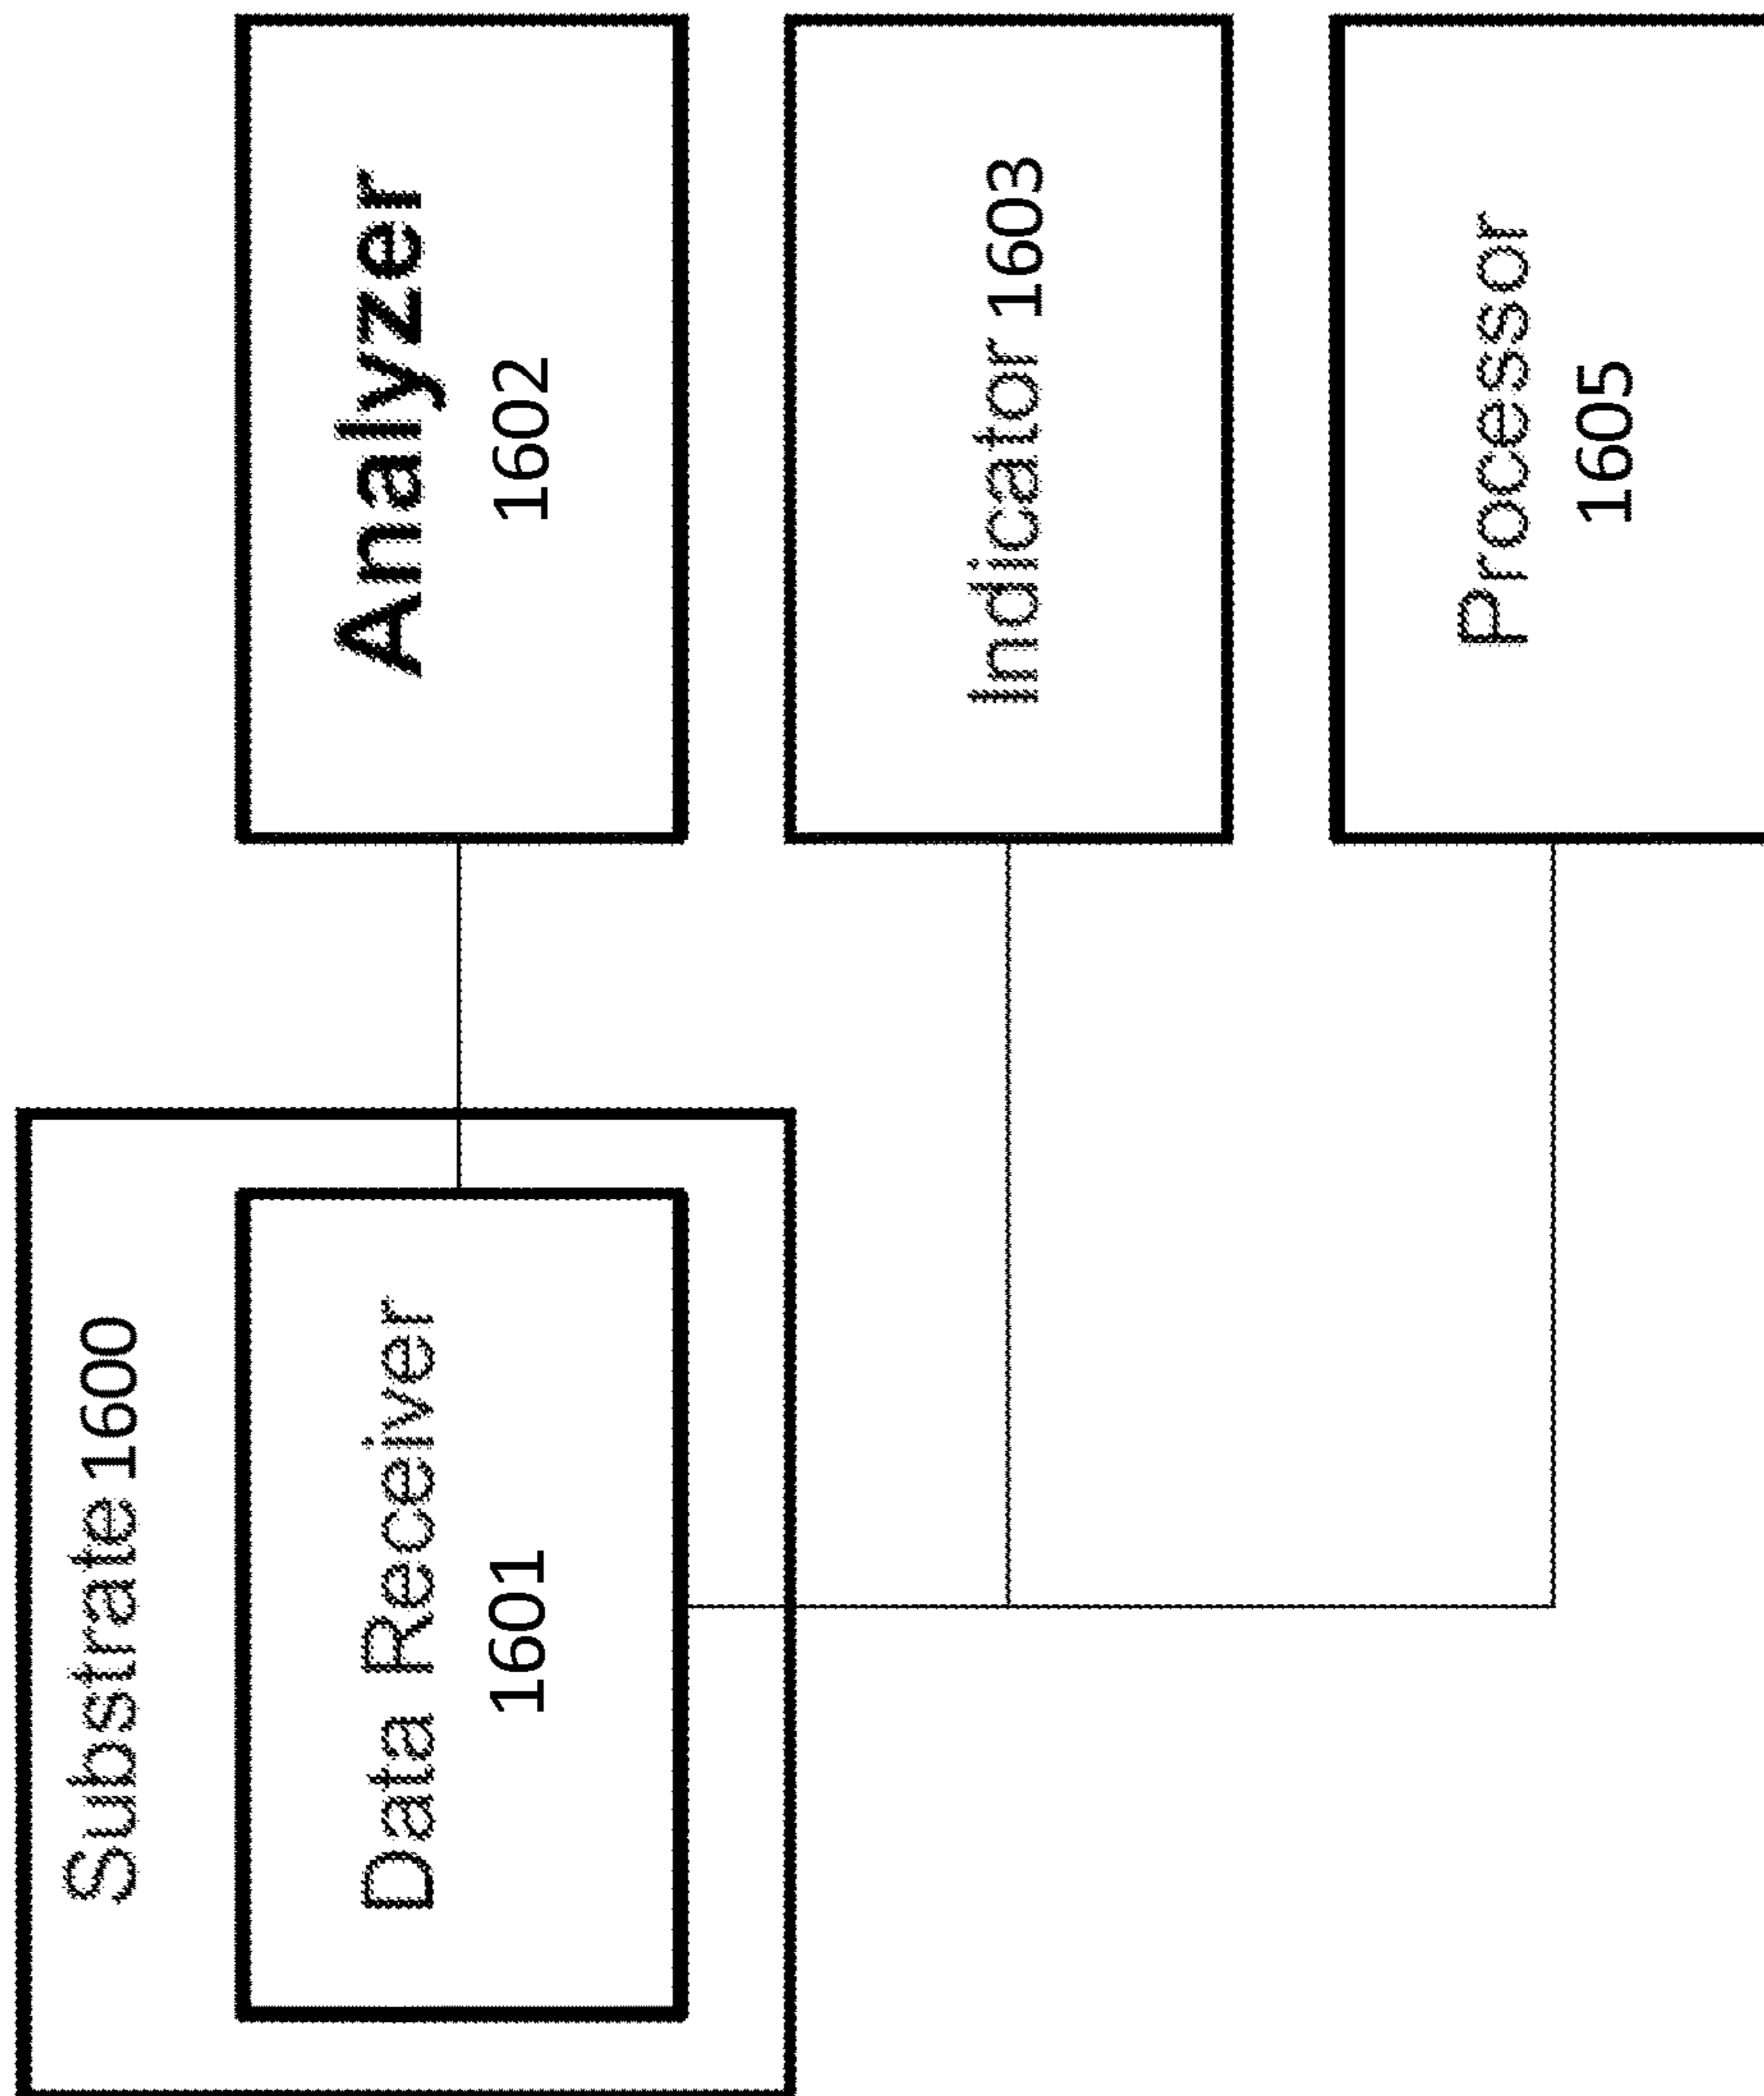 Substrate 1600
Data Receiver
1601
Analyzer
1602
Indicator 1603
Processor
1605